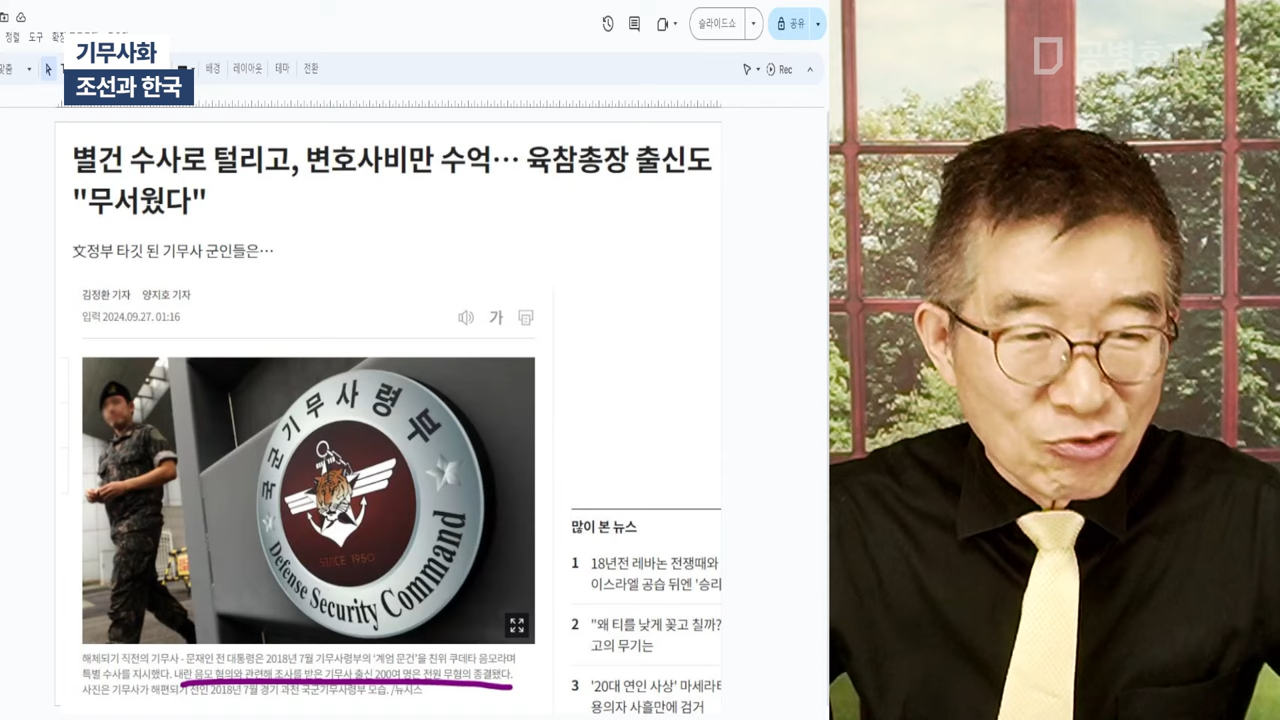 정렬 도구
슬라이드쇼
공유
기무사화
조선과 한국
맞춤
배경 레이아웃 테마 전환
Rec
공병호TV
별건 수사로 털리고, 변호사비만 수억… 육참총장 출신도
"무서웠다"
文정부 타깃 된 기무사 군인들은…
김정환 기자 양지호 기자
입력 2024.09.27. 01:16
가
국군기무사령부
SINCE 1950
Defense Security Command
해체되기 직전의 기무사 - 문재인 전 대통령은 2018년 7월 기무사령부의 ‘계엄 문건’을 친위 쿠데타 음모라며
특별 수사를 지시했다. 내란 음모 혐의와 관련해 조사를 받은 기무사 출신 200여 명은 전원 무혐의 종결됐다.
사진은 기무사가 해편되기 전인 2018년 7월 경기 과천 국군기무사령부 모습. /뉴시스
많이 본 뉴스
1 18년전 레바논 전쟁때와
이스라엘 공습 뒤엔 '승리
2 "왜 티를 낮게 꽂고 칠까?
고의 무기는
3 '20대 연인 사상' 마세라티
용의자 사흘만에 검거